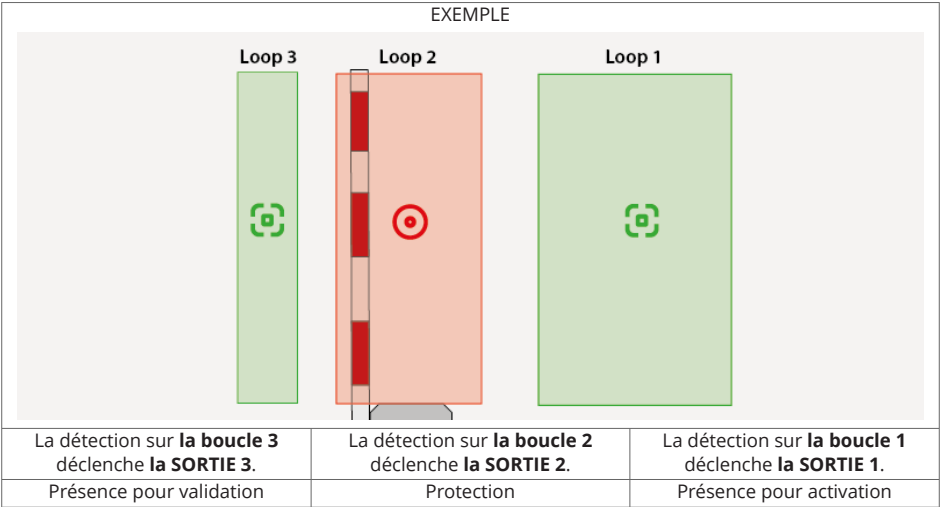 EXEMPLE
Loop 3 Loop 2 Loop 1
La détection sur la boucle 3
déclenche la SORTIE 3.
La détection sur la boucle 2
déclenche la SORTIE 2.
La détection sur la boucle 1
déclenche la SORTIE 1.
Présence pour validation
Protection
Présence pour activation